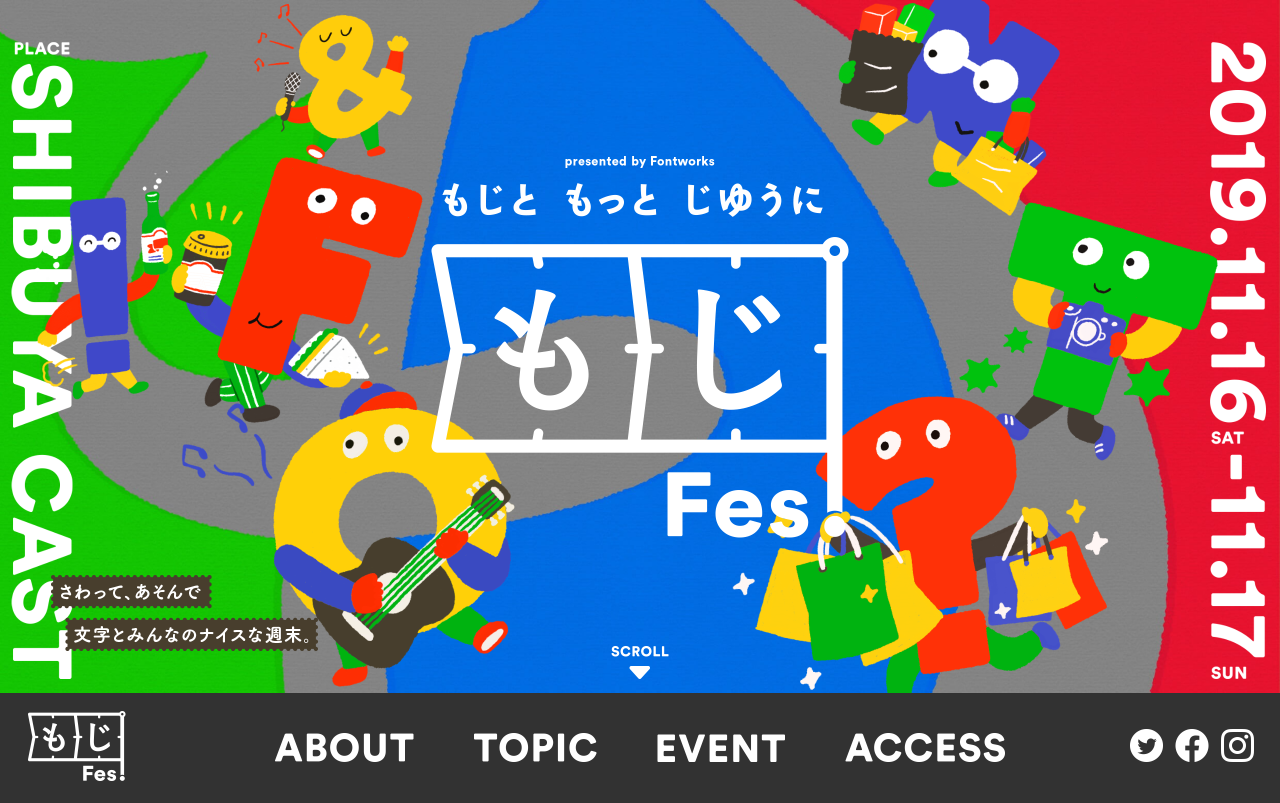 PLACE
SHIBUYA CAST
presented by Fontworks
もじと もっと じゆうに
もじ
Fes.
2019.11.16
SAT
-11.17
SUN
さわって、あそんで
文字とみんなのナイスな週末。
SCROLL
もじ
Fes.
ABOUT
TOPIC
EVENT
ACCESS